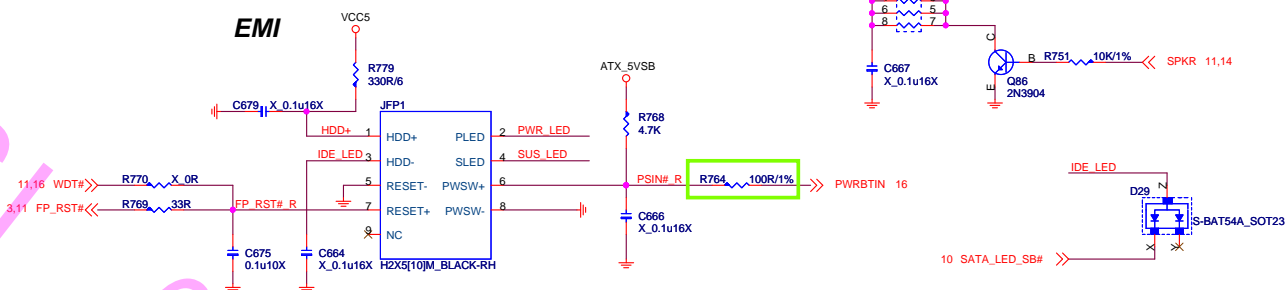 EMI
VCC5
R779
330R/6
C679 X_0.1u16X
JFP1
HDD+ 1 HDD+ PLED 2 PWR_LED
IDE_LED 3 HDD- SLED 4 SUS_LED
5 RESET- PWSW+ 6
7 RESET+ PWSW- 8
9 NC
H2X5[10]M_BLACK-RH
11,16 WDT# R770 X_0R
3,11 FP_RST# R769 33R FP_RST#_R
C675
0.1u10X
C664
X_0.1u16X
ATX_5VSB
R768
4.7K
PSIN#_R R764 100R/1% PWRBTIN 16
C666
X_0.1u16X
6 5
8 7
C667
X_0.1u16X
C
B
E
Q86
2N3904
R751 10K/1% SPKR 11,14
IDE_LED
D29
Z
S-BAT54A_SOT23
X
Y
10 SATA_LED_SB#